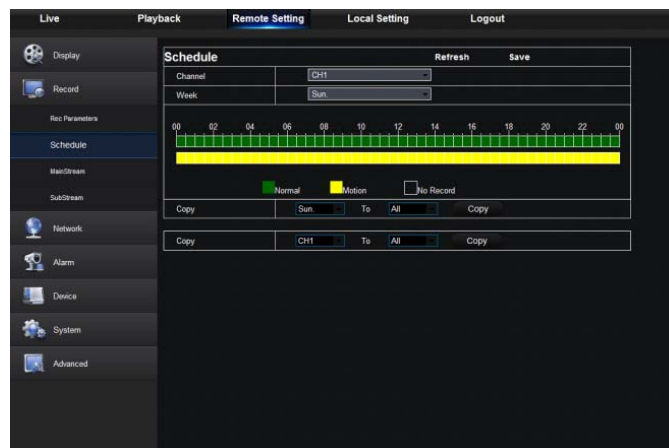 Live Playback Remote Setting Local Setting Logout
Display
Record
Rec Parameters
Schedule
MainStream
SubStream
Network
Alarm
Device
System
Advanced
Schedule Refresh Save
Channel CH1
Week Sun.
00 02 04 06 08 10 12 14 16 18 20 22 00
Normal Motion No Record
Copy Sun. To All Copy
Copy CH1 To All Copy